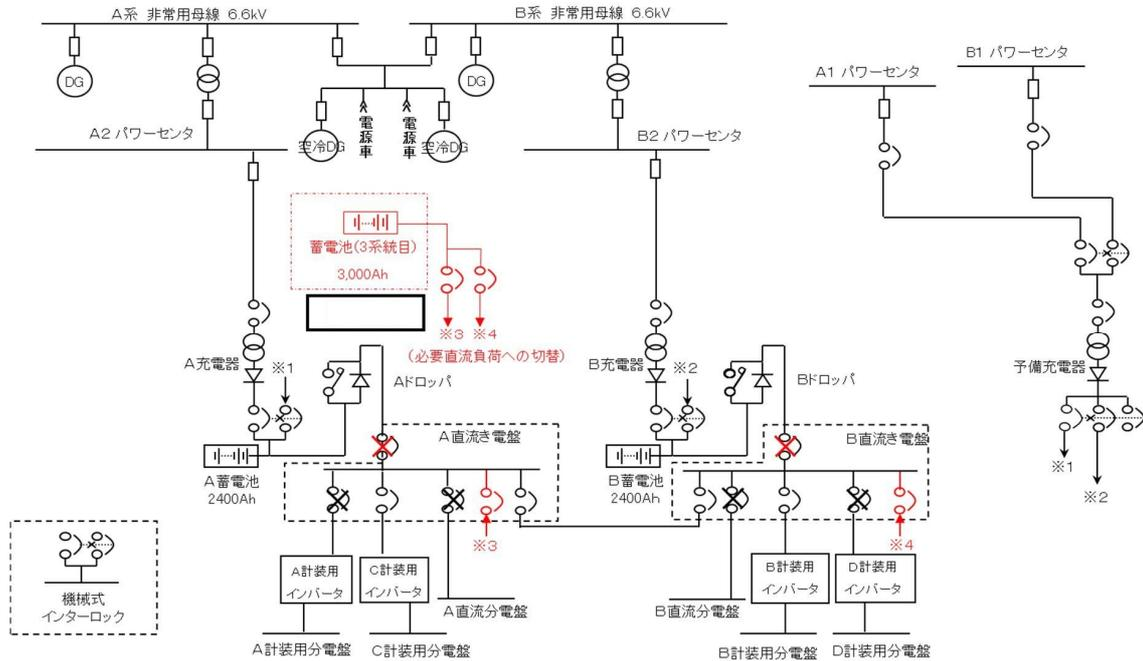 A系 非常用母線 6.6kV
B系 非常用母線 6.6kV
DG
DG
空冷DG
電源車
電源車
空冷DG
A2 パワーセンタ
B2 パワーセンタ
A1 パワーセンタ
B1 パワーセンタ
蓄電池(3系統目)
3,000Ah
※3
※4
(必要直流負荷への切替)
A充電器
※1
Aドロッパ
B充電器
※2
Bドロッパ
予備充電器
※1
※2
A蓄電池
2400Ah
A直流き電盤
B蓄電池
2400Ah
B直流き電盤
※3
※4
A計装用
インバータ
C計装用
インバータ
A直流分電盤
B直流分電盤
B計装用
インバータ
D計装用
インバータ
A計装用分電盤
C計装用分電盤
B計装用分電盤
D計装用分電盤
機械式
インターロック